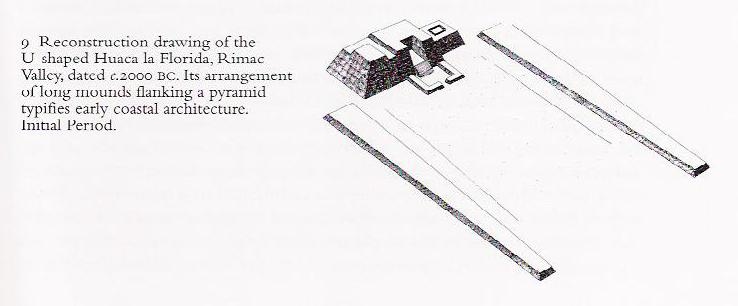 9 Reconstruction drawing of the
U shaped Huaca la Florida, Rimac
Valley, dated c.2000 BC. Its arrangement
of long mounds flanking a pyramid
typifies early coastal architecture.
Initial Period.